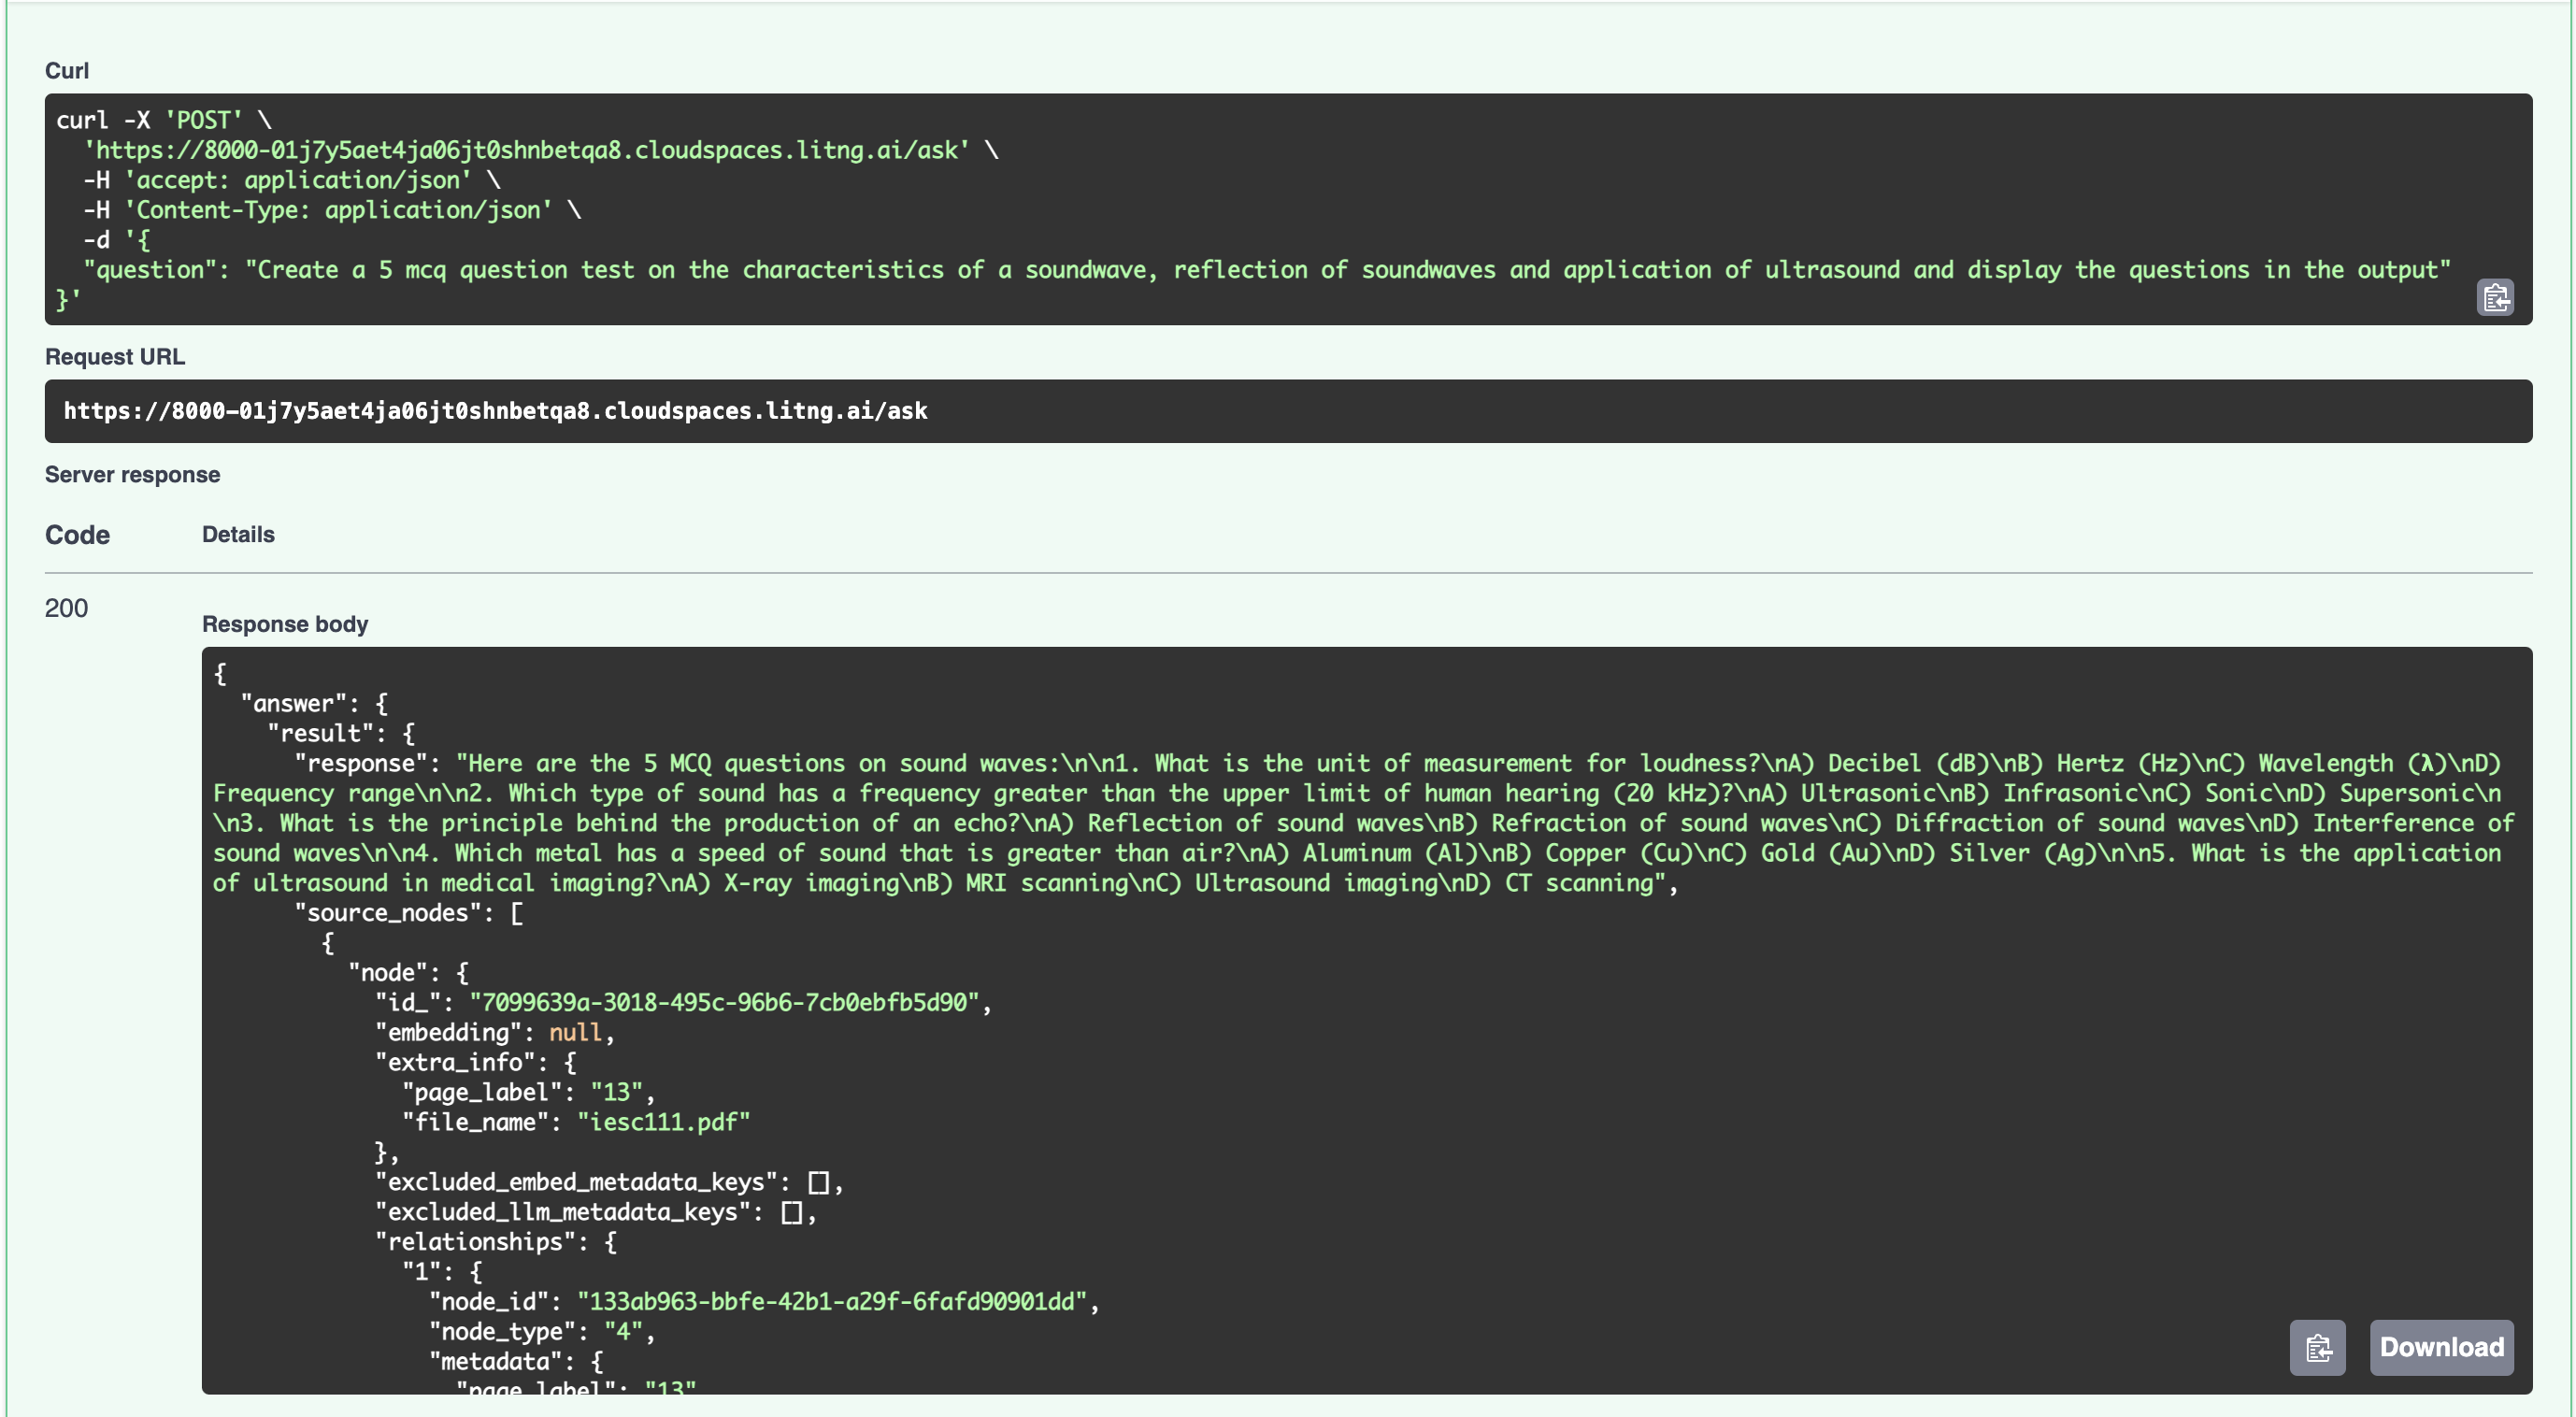 Curl
curl -X 'POST' \
  'https://8000-01j7y5aet4ja06jt0shnbetqa8.cloudspaces.litng.ai/ask' \
  -H 'accept: application/json' \
  -H 'Content-Type: application/json' \
  -d '{
  "question": "Create a 5 mcq question test on the characteristics of a soundwave, reflection of soundwaves and application of ultrasound and display the questions in the output"
}'
Request URL
https://8000-01j7y5aet4ja06jt0shnbetqa8.cloudspaces.litng.ai/ask
Server response
Code Details
200
Response body
{
  "answer": {
    "result": {
      "response": "Here are the 5 MCQ questions on sound waves:\n\n1. What is the unit of measurement for loudness?\nA) Decibel (dB)\nB) Hertz (Hz)\nC) Wavelength (λ)\nD)
Frequency range\n\n2. Which type of sound has a frequency greater than the upper limit of human hearing (20 kHz)?\nA) Ultrasonic\nB) Infrasonic\nC) Sonic\nD) Supersonic\n
\n3. What is the principle behind the production of an echo?\nA) Reflection of sound waves\nB) Refraction of sound waves\nC) Diffraction of sound waves\nD) Interference of
sound waves\n\n4. Which metal has a speed of sound that is greater than air?\nA) Aluminum (Al)\nB) Copper (Cu)\nC) Gold (Au)\nD) Silver (Ag)\n\n5. What is the application
of ultrasound in medical imaging?\nA) X-ray imaging\nB) MRI scanning\nC) Ultrasound imaging\nD) CT scanning",
      "source_nodes": [
        {
          "node": {
            "id_": "7099639a-3018-495c-96b6-7cb0ebfb5d90",
            "embedding": null,
            "extra_info": {
              "page_label": "13",
              "file_name": "iesc111.pdf"
            },
            "excluded_embed_metadata_keys": [],
            "excluded_llm_metadata_keys": [],
            "relationships": {
              "1": {
                "node_id": "133ab963-bbfe-42b1-a29f-6fafd90901dd",
                "node_type": "4",
                "metadata": {
                  "page_label": "13"
Download